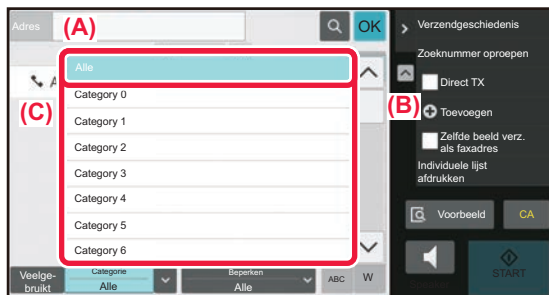 Adres
(A)
OK
Alle
A
(C)
Category 0
Category 1
Category 2
Category 3
Category 4
Category 5
Category 6
Veelge-
bruikt
Categorie
Alle
Beperken
Alle
ABC
W
Verzendgeschiedenis
Zoeknummer oproepen
Direct TX
(B)
Toevoegen
Zelfde beeld verz.
als faxadres
Individuele lijst
afdrukken
Voorbeeld
CA
START